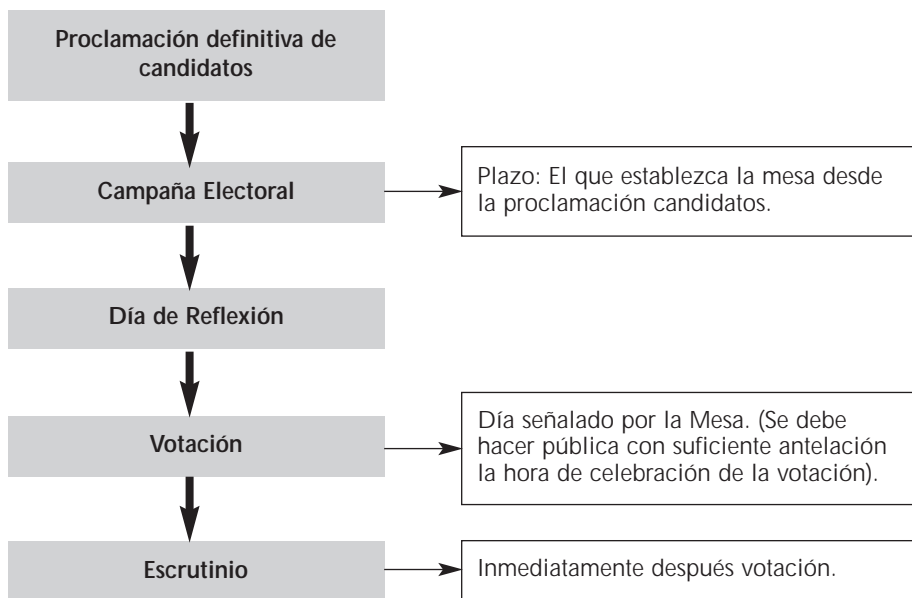 Proclamación definitiva de
candidatos
Campaña Electoral
Plazo: El que establezca la mesa desde
la proclamación candidatos.
Día de Reflexión
Votación
Día señalado por la Mesa. (Se debe
hacer pública con suficiente antelación
la hora de celebración de la votación).
Escrutinio
Inmediatamente después votación.